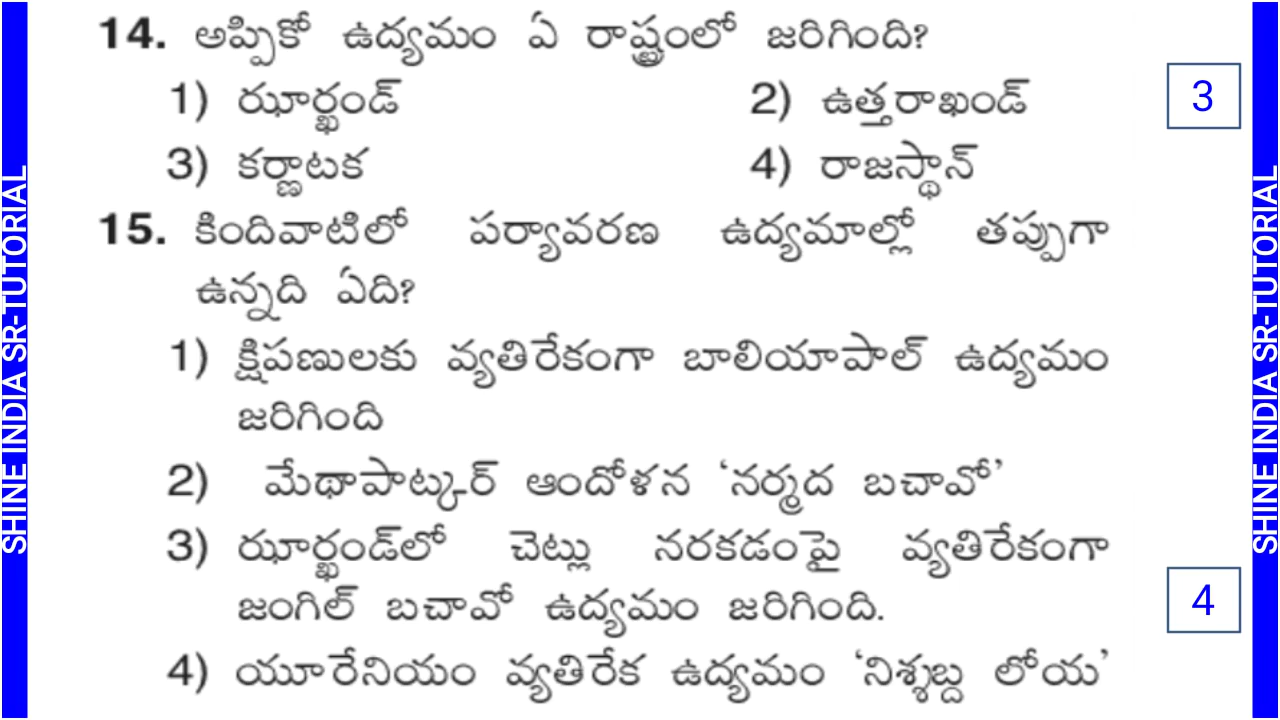 14. అప్పికో ఉద్యమం ఏ రాష్ట్రంలో జరిగింది?
1) ఝార్ఖండ్ 2) ఉత్తరాఖండ్
3
3) కర్ణాటక 4) రాజస్థాన్
15. కిందివాటిలో పర్యావరణ ఉద్యమాల్లో తప్పుగా
ఉన్నది ఏది?
1) క్షిపణులకు వ్యతిరేకంగా బాలియాపాల్ ఉద్యమం
జరిగింది
2) మేథాపాట్కర్ ఆందోళన ‘నర్మద బచావో’
3) ఝార్ఖండ్‌లో చెట్లు నరకడంపై వ్యతిరేకంగా
జంగిల్ బచావో ఉద్యమం జరిగింది.
4
4) యూరేనియం వ్యతిరేక ఉద్యమం ‘నిశ్శబ్ద లోయ’
SHINE INDIA SR-TUTORIAL
SHINE INDIA SR-TUTORIAL